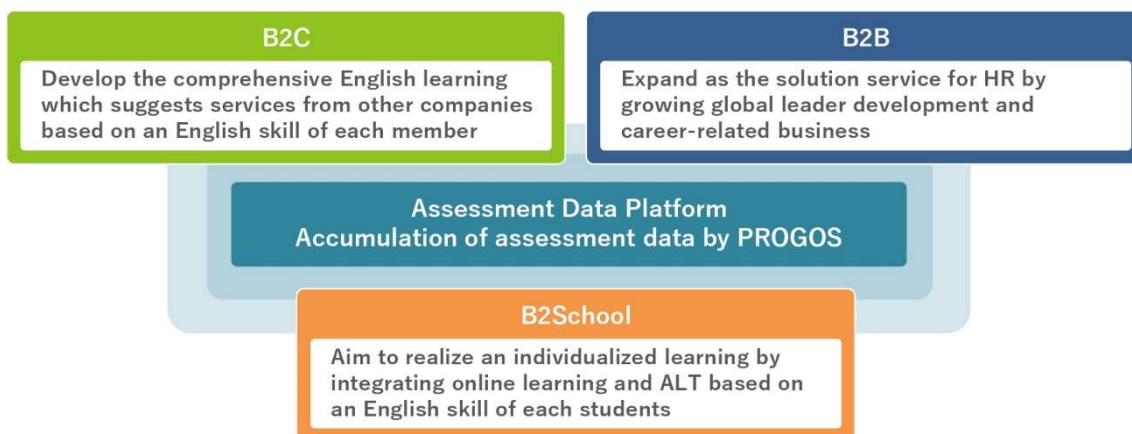 B2C
Develop the comprehensive English learning
which suggests services from other companies
based on an English skill of each member
B2B
Expand as the solution service for HR by
growing global leader development and
career-related business
Assessment Data Platform
Accumulation of assessment data by PROGOS
B2School
Aim to realize an individualized learning by
integrating online learning and ALT based on
an English skill of each students